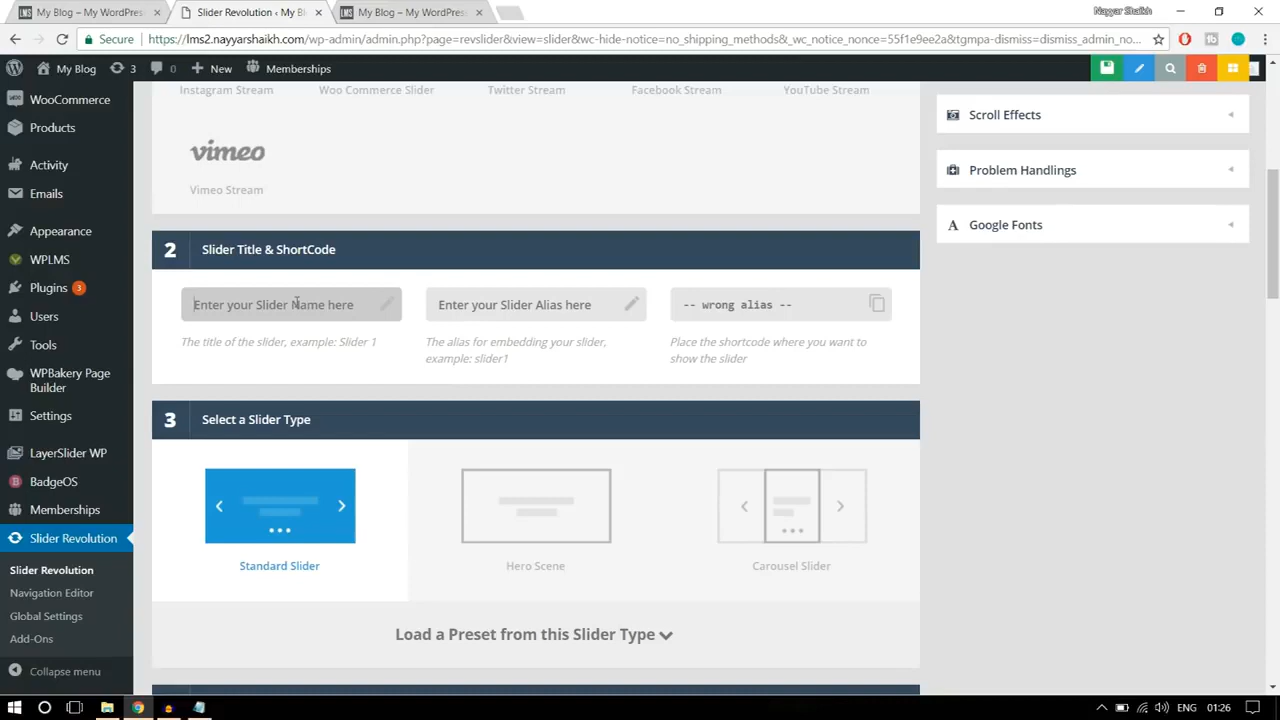 My Blog – My WordPress
Slider Revolution ‹ My Bl
My Blog – My WordPress
Nayyar Shaikh
Secure
https://lms2.nayyarshaikh.com/wp-admin/admin.php?page=revslider&view=slider&wc-hide-notice=no_shipping_methods&_wc_notice_nonce=55f1e9ee2a&tgmpa-dismiss=dismiss_admin_no...
My Blog
3
0
New
Memberships
WooCommerce
Products
Activity
Emails
Appearance
WPLMS
Plugins 3
Users
Tools
WPBakery Page
Builder
Settings
LayerSlider WP
BadgeOS
Memberships
Slider Revolution
Slider Revolution
Navigation Editor
Global Settings
Add-Ons
Collapse menu
Instagram Stream
Woo Commerce Slider
Twitter Stream
Facebook Stream
YouTube Stream
vimeo
Vimeo Stream
2 Slider Title & ShortCode
Enter your Slider Name here
Enter your Slider Alias here
-- wrong alias --
The title of the slider, example: Slider 1
The alias for embedding your slider,
example: slider1
Place the shortcode where you want to
show the slider
3 Select a Slider Type
Standard Slider
Hero Scene
Carousel Slider
Load a Preset from this Slider Type
Scroll Effects
Problem Handlings
A Google Fonts
ENG
01:26